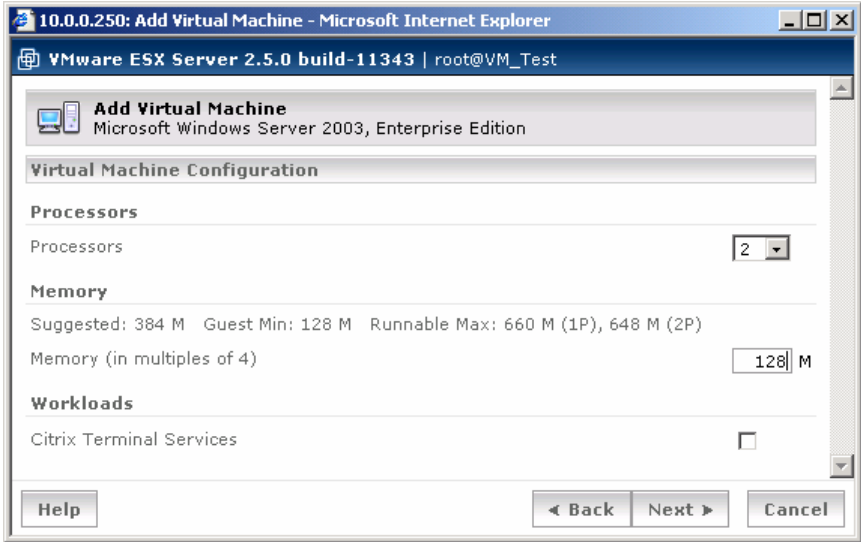 10.0.0.250: Add Virtual Machine - Microsoft Internet Explorer
VMware ESX Server 2.5.0 build-11343 | root@VM_Test
Add Virtual Machine
Microsoft Windows Server 2003, Enterprise Edition
Virtual Machine Configuration
Processors
Processors 2
Memory
Suggested: 384 M Guest Min: 128 M Runnable Max: 660 M (1P), 648 M (2P)
Memory (in multiples of 4) 128 M
Workloads
Citrix Terminal Services
Help Back Next Cancel